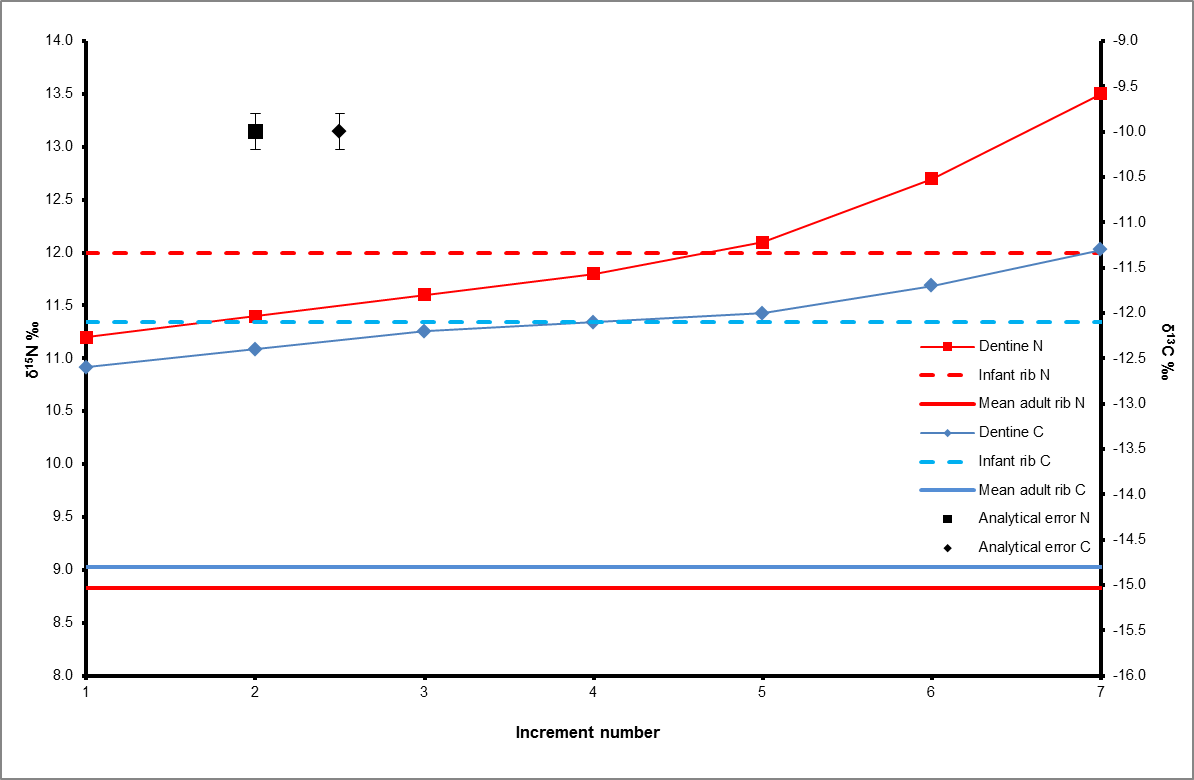 14.0
13.5
13.0
12.5
12.0
11.5
11.0
10.5
10.0
9.5
9.0
8.5
8.0
δ¹⁵N ‰
1 2 3 4 5 6 7
Increment number
-9.0
-9.5
-10.0
-10.5
-11.0
-11.5
-12.0
-12.5
-13.0
-13.5
-14.0
-14.5
-15.0
-15.5
-16.0
δ¹³C ‰
Dentine N
Infant rib N
Mean adult rib N
Dentine C
Infant rib C
Mean adult rib C
Analytical error N
Analytical error C